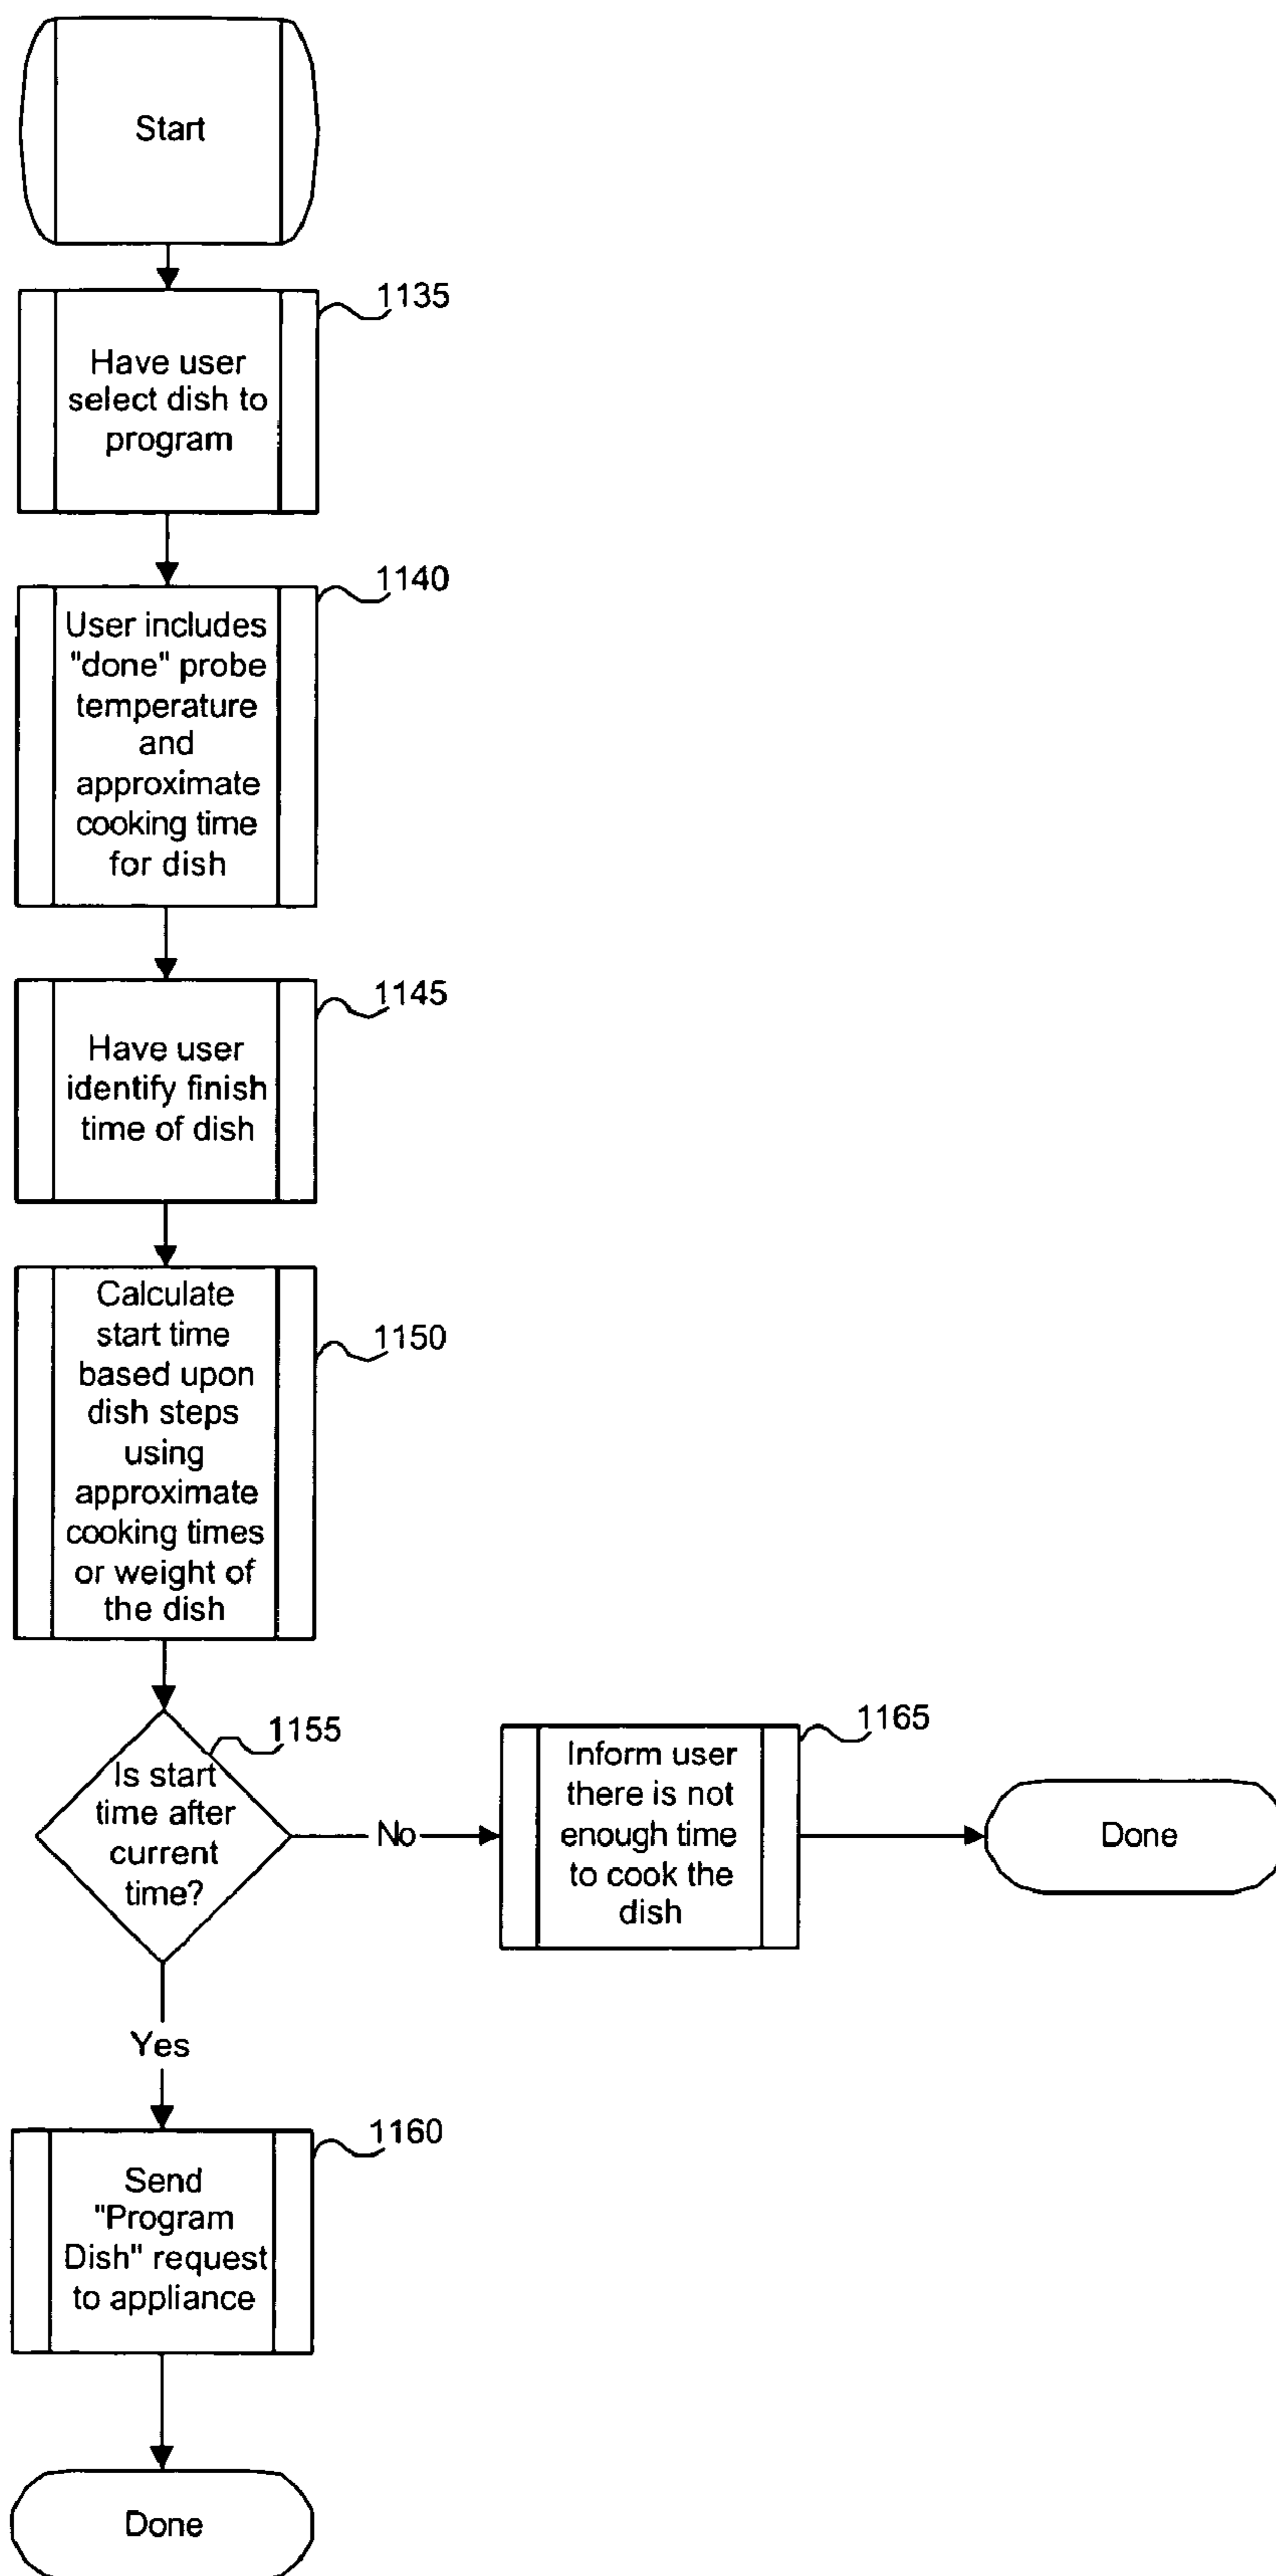 Start
1135
Have user
select dish to
program
1140
User includes
"done" probe
temperature
and
approximate
cooking time
for dish
1145
Have user
identify finish
time of dish
Calculate
start time
based upon
dish steps
using
approximate
cooking times
or weight of
the dish
1150
1155
Is start
time after
current
time?
No
1165
Inform user
there is not
enough time
to cook the
dish
Done
Yes
1160
Send
"Program
Dish" request
to appliance
Done